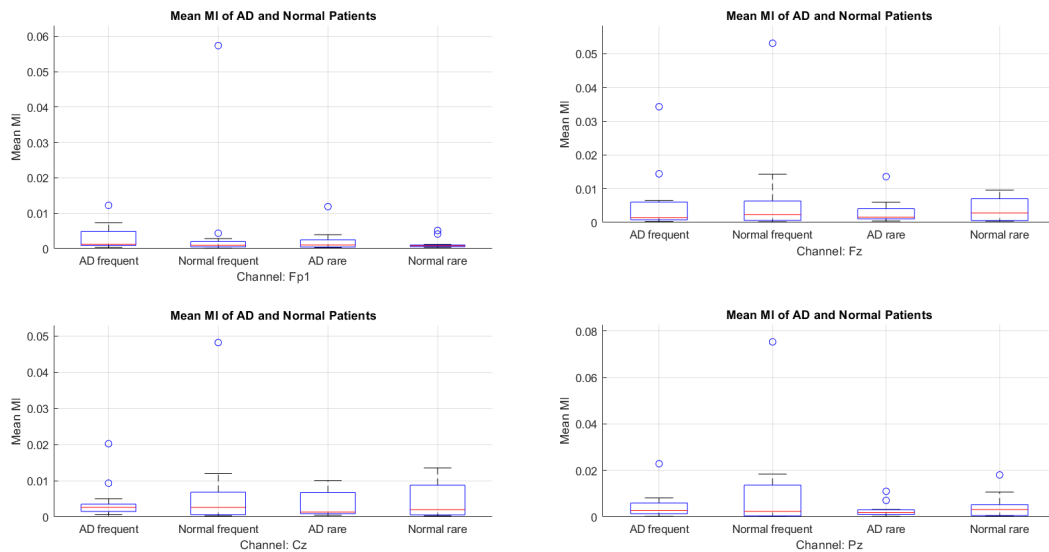 Mean MI of AD and Normal Patients
0.06
0.05
0.04
0.03
0.02
0.01
0
Mean MI
AD frequent Normal frequent AD rare Normal rare
Channel: Fp1
Mean MI of AD and Normal Patients
0.05
0.04
0.03
0.02
0.01
0
Mean MI
AD frequent Normal frequent AD rare Normal rare
Channel: Fz
Mean MI of AD and Normal Patients
0.05
0.04
0.03
0.02
0.01
0
Mean MI
AD frequent Normal frequent AD rare Normal rare
Channel: Cz
Mean MI of AD and Normal Patients
0.08
0.06
0.04
0.02
0
Mean MI
AD frequent Normal frequent AD rare Normal rare
Channel: Pz